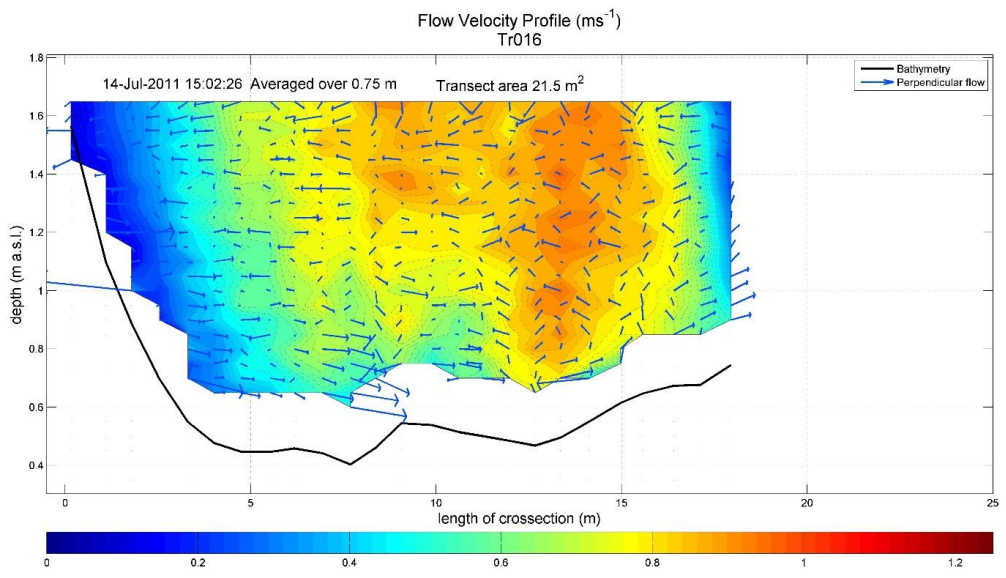 Flow Velocity Profile (ms⁻¹)
Tr016
14-Jul-2011 15:02:26 Averaged over 0.75 m
Transect area 21.5 m²
Bathymetry
Perpendicular flow
1.8
1.6
1.4
1.2
1
0.8
0.6
0.4
depth (m a.s.l.)
0 5 10 15 20 25
length of crossection (m)
0 0.2 0.4 0.6 0.8 1 1.2